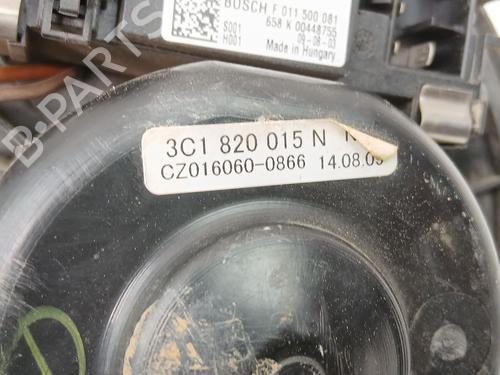 BOSCH F 011 500 081
658 K 00448755
S001
H001
Made in Hungary
3C1 820 015 N
CZ016060-0866 14.08.09
B-PARTS